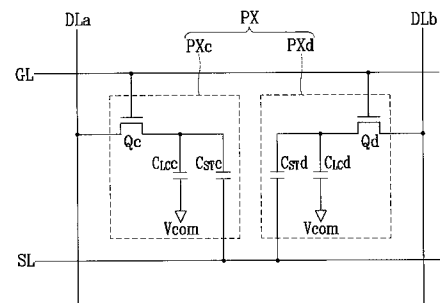 DLa PX DLb
PXc PXd
GL
Qc Qd
CLCc CSTc CSTd CLCd
Vcom Vcom
SL